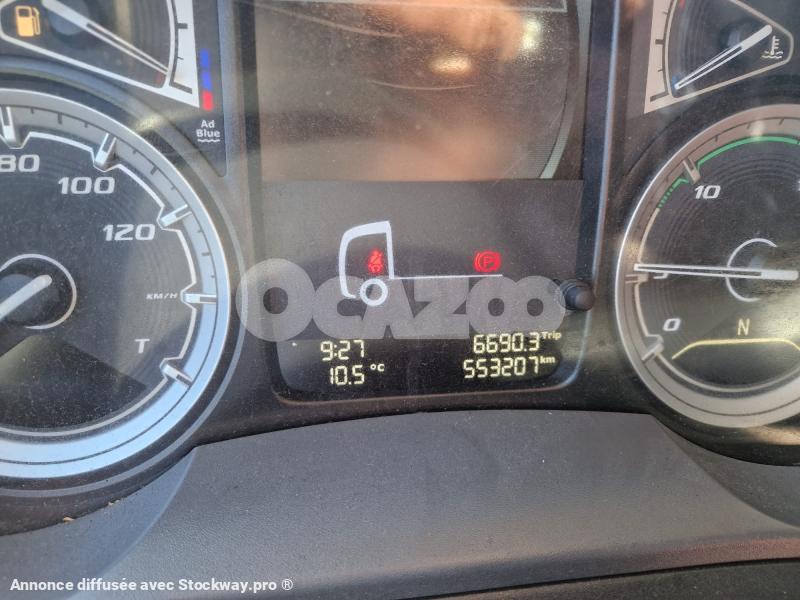 Ad
Blue
80
100
120
KM/H
T
10
5
0
N
P
OCAZOO
9:27
6690.3 Trip
10.5 °C
553207 km
Annonce diffusée avec Stockway.pro ®